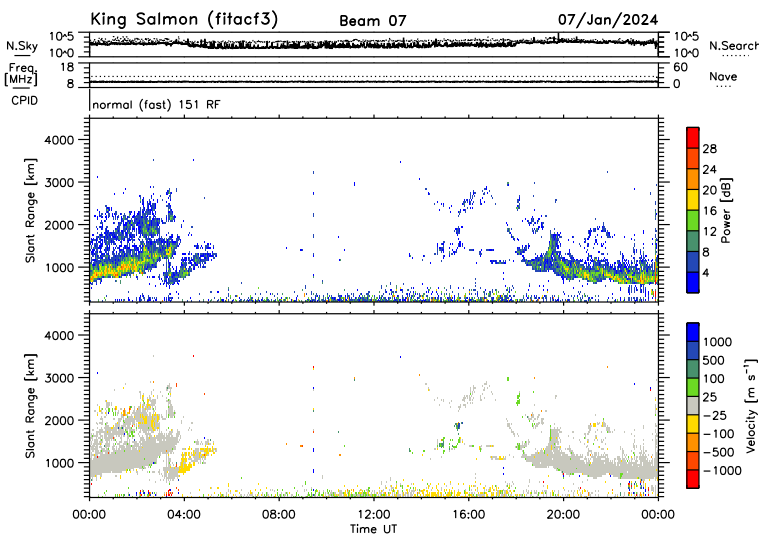 King Salmon (fitacf3) Beam 07 07/Jan/2024
N.Sky 10^5 10^0 10^5 10^0 N.Search
Freq. [MHz] 18 8 60 0 Nave
CPID normal (fast) 151 RF
Slant Range [km] 4000 3000 2000 1000
28 24 20 16 12 8 4 Power [dB]
Slant Range [km] 4000 3000 2000 1000
1000 500 100 25 -25 -100 -500 -1000 Velocity [m s⁻¹]
00:00 04:00 08:00 12:00 16:00 20:00 00:00
Time UT